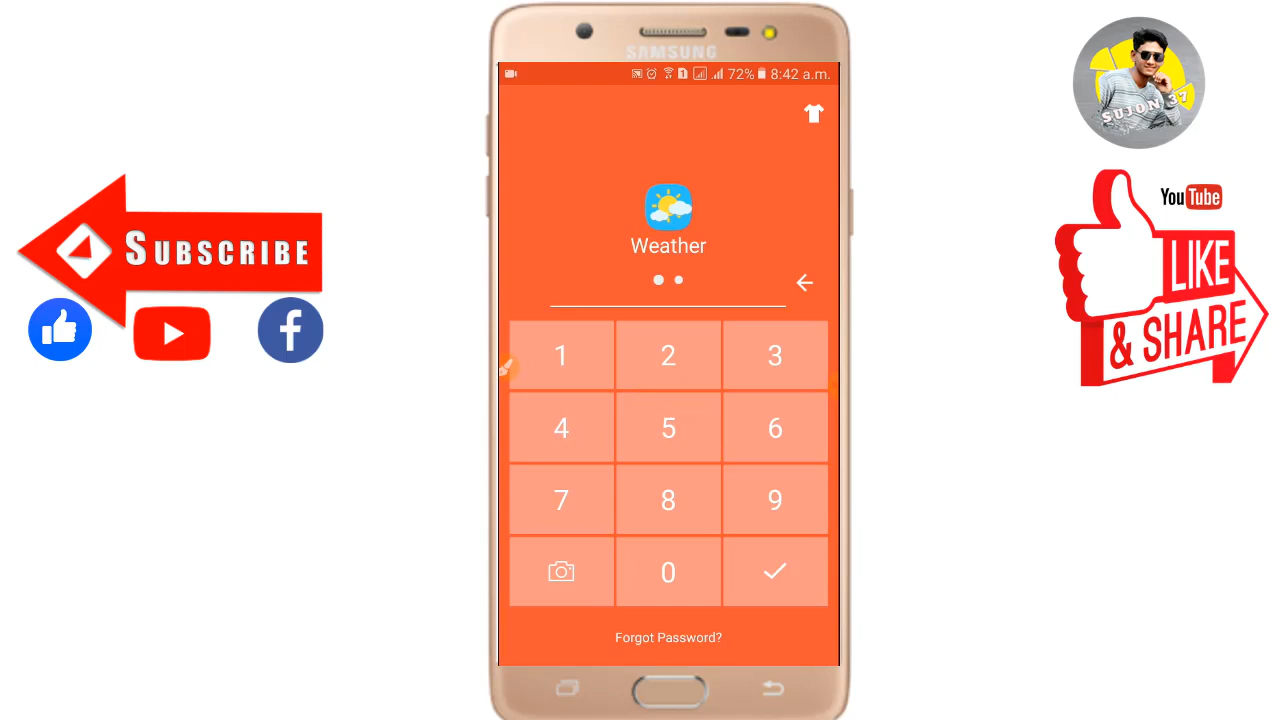 SAMSUNG
1 72% 8:42 a.m.
Weather
1 2 3
4 5 6
7 8 9
0
Forgot Password?
SUBSCRIBE
f
SUJON 37
YouTube
LIKE
& SHARE